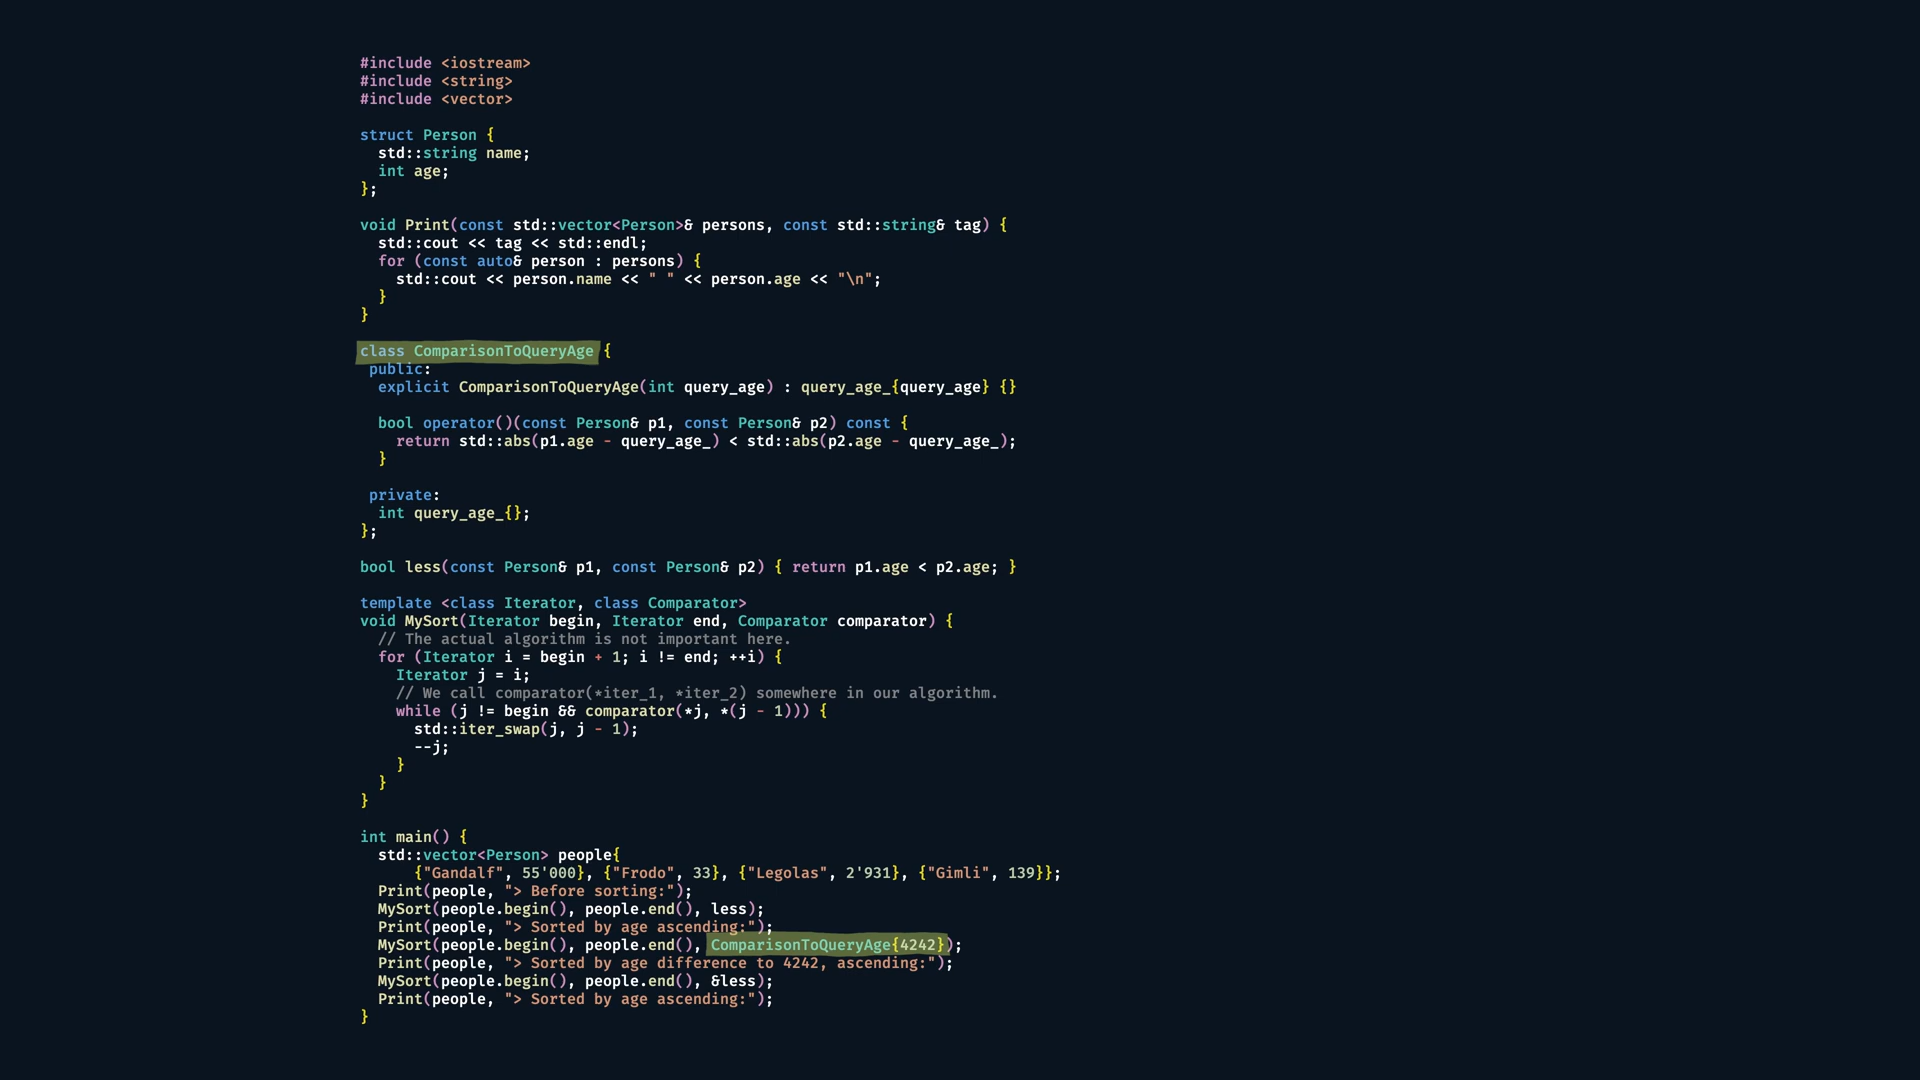 #include <iostream>
#include <string>
#include <vector>

struct Person {
  std::string name;
  int age;
};

void Print(const std::vector<Person>& persons, const std::string& tag) {
  std::cout << tag << std::endl;
  for (const auto& person : persons) {
    std::cout << person.name << " " << person.age << "\n";
  }
}

class ComparisonToQueryAge {
 public:
  explicit ComparisonToQueryAge(int query_age) : query_age_{query_age} {}

  bool operator()(const Person& p1, const Person& p2) const {
    return std::abs(p1.age - query_age_) < std::abs(p2.age - query_age_);
  }

 private:
  int query_age_{};
};

bool less(const Person& p1, const Person& p2) { return p1.age < p2.age; }

template <class Iterator, class Comparator>
void MySort(Iterator begin, Iterator end, Comparator comparator) {
  // The actual algorithm is not important here.
  for (Iterator i = begin + 1; i != end; ++i) {
    Iterator j = i;
    // We call comparator(*iter_1, *iter_2) somewhere in our algorithm.
    while (j != begin && comparator(*j, *(j - 1))) {
      std::iter_swap(j, j - 1);
      --j;
    }
  }
}

int main() {
  std::vector<Person> people{
      {"Gandalf", 55'000}, {"Frodo", 33}, {"Legolas", 2'931}, {"Gimli", 139}};
  Print(people, "> Before sorting:");
  MySort(people.begin(), people.end(), less);
  Print(people, "> Sorted by age ascending:");
  MySort(people.begin(), people.end(), ComparisonToQueryAge{4242});
  Print(people, "> Sorted by age difference to 4242, ascending:");
  MySort(people.begin(), people.end(), &less);
  Print(people, "> Sorted by age ascending:");
}